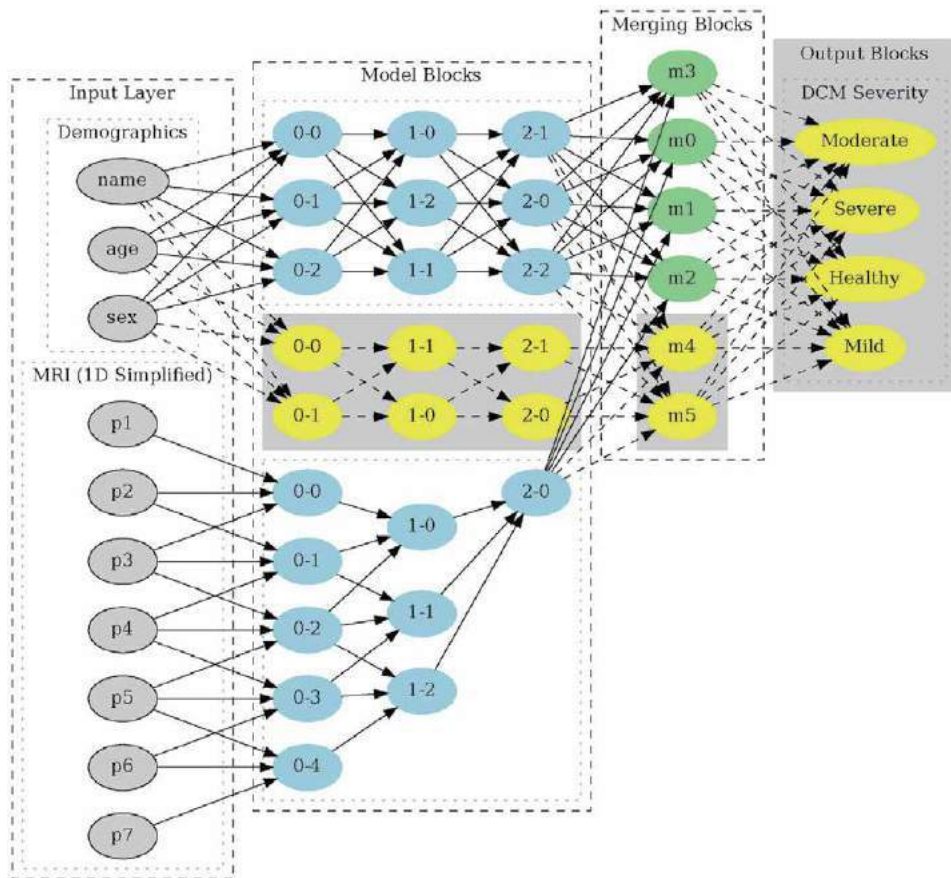 Input Layer
Demographics
name
age
sex
MRI (1D Simplified)
p1
p2
p3
p4
p5
p6
p7
Model Blocks
0-0 1-0 2-1
0-1 1-2 2-0
0-2 1-1 2-2
0-0 1-1 2-1
0-1 1-0 2-0
0-0
0-1
0-2
0-3
0-4
1-0
1-1
1-2
2-0
Merging Blocks
m3
m0
m1
m2
m4
m5
Output Blocks
DCM Severity
Moderate
Severe
Healthy
Mild